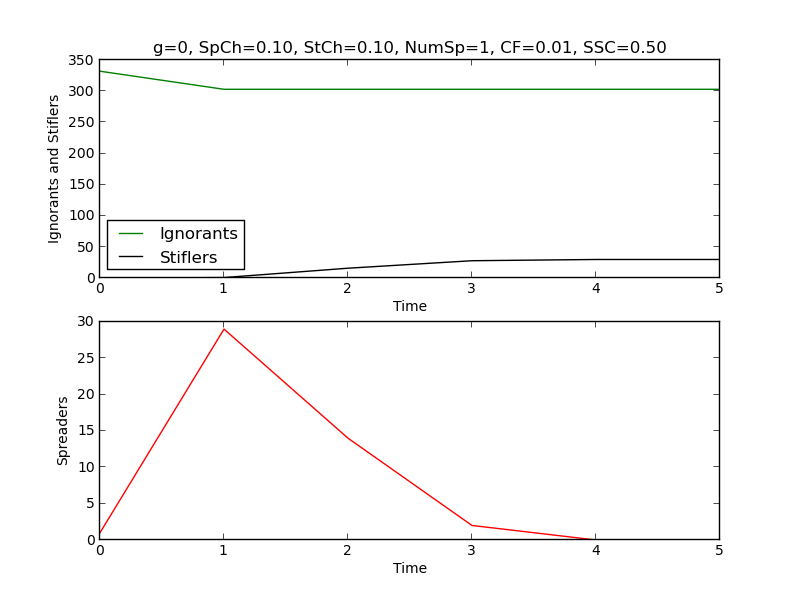 g=0, SpCh=0.10, StCh=0.10, NumSp=1, CF=0.01, SSC=0.50
350
300
250
200
150
100
50
0
Ignorants and Stiflers
Ignorants
Stiflers
0 1 2 3 4 5
Time
30
25
20
15
10
5
0
Spreaders
0 1 2 3 4 5
Time